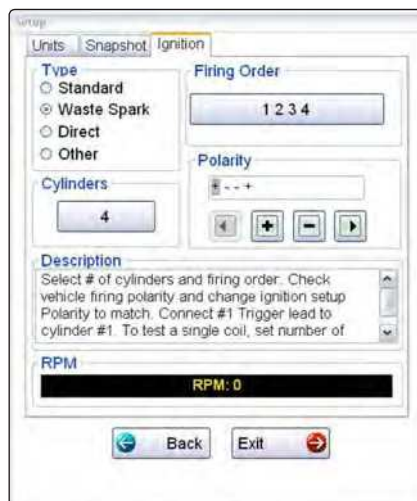 Setup
Units Snapshot Ignition
Type
Standard
Waste Spark
Direct
Other
Firing Order
1 2 3 4
Cylinders
4
Polarity
+ - - +
+ -
Description
Select # of cylinders and firing order. Check
vehicle firing polarity and change ignition setup
Polarity to match. Connect #1 Trigger lead to
cylinder #1. To test a single coil, set number of
RPM
RPM: 0
Back Exit